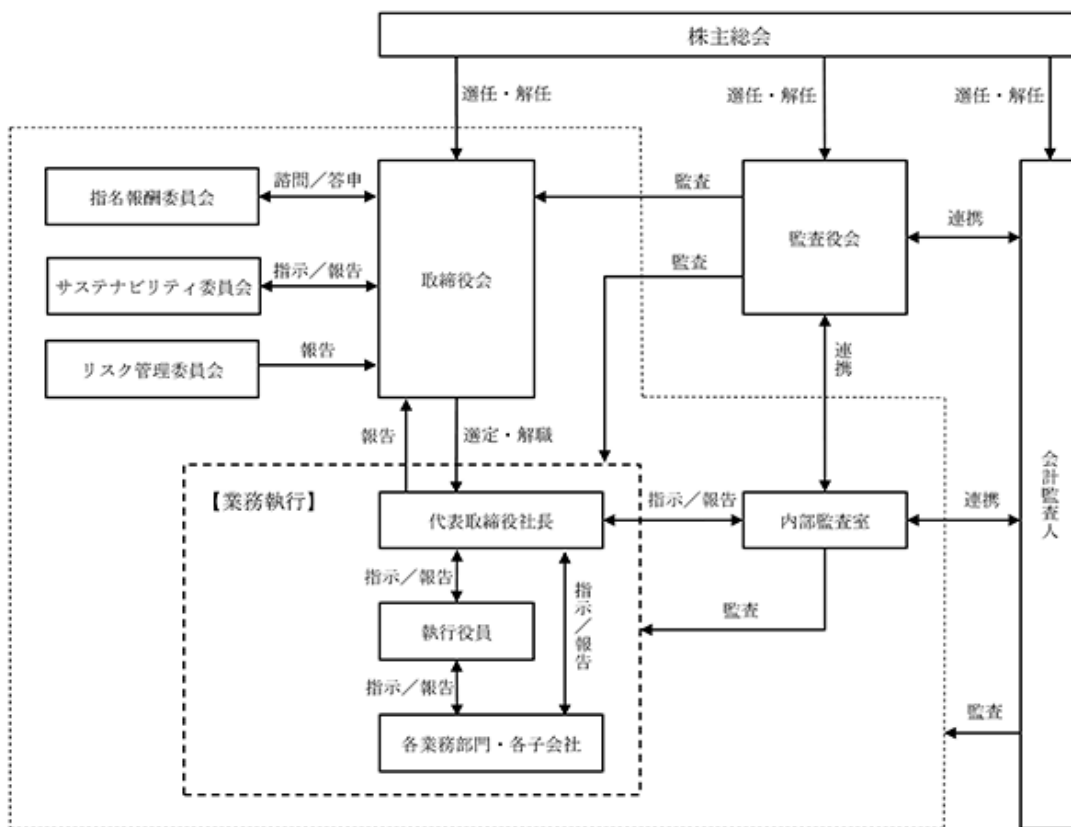 株主総会
選任・解任
選任・解任
選任・解任
指名報酬委員会
諮問／答申
監査
監査役会
連携
サステナビリティ委員会
指示／報告
取締役会
監査
リスク管理委員会
報告
連携
報告
選定・解職
会計監査人
【業務執行】
代表取締役社長
指示／報告
内部監査室
連携
指示／報告
指示／報告
執行役員
監査
指示／報告
各業務部門・各子会社
監査